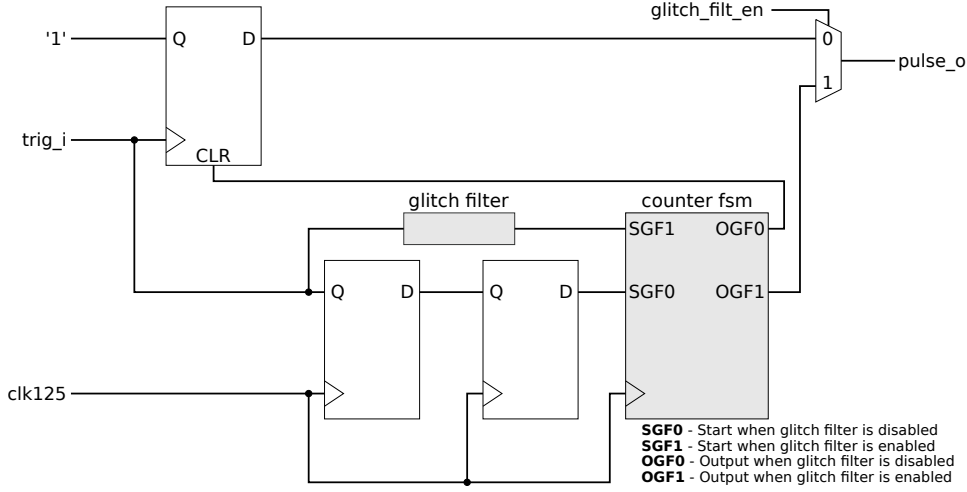 glitch_filt_en
'1'
Q
D
0
pulse_o
1
trig_i
CLR
glitch filter
counter fsm
SGF1
OGF0
Q
D
Q
D
SGF0
OGF1
clk125
SGF0 - Start when glitch filter is disabled
SGF1 - Start when glitch filter is enabled
OGF0 - Output when glitch filter is disabled
OGF1 - Output when glitch filter is enabled